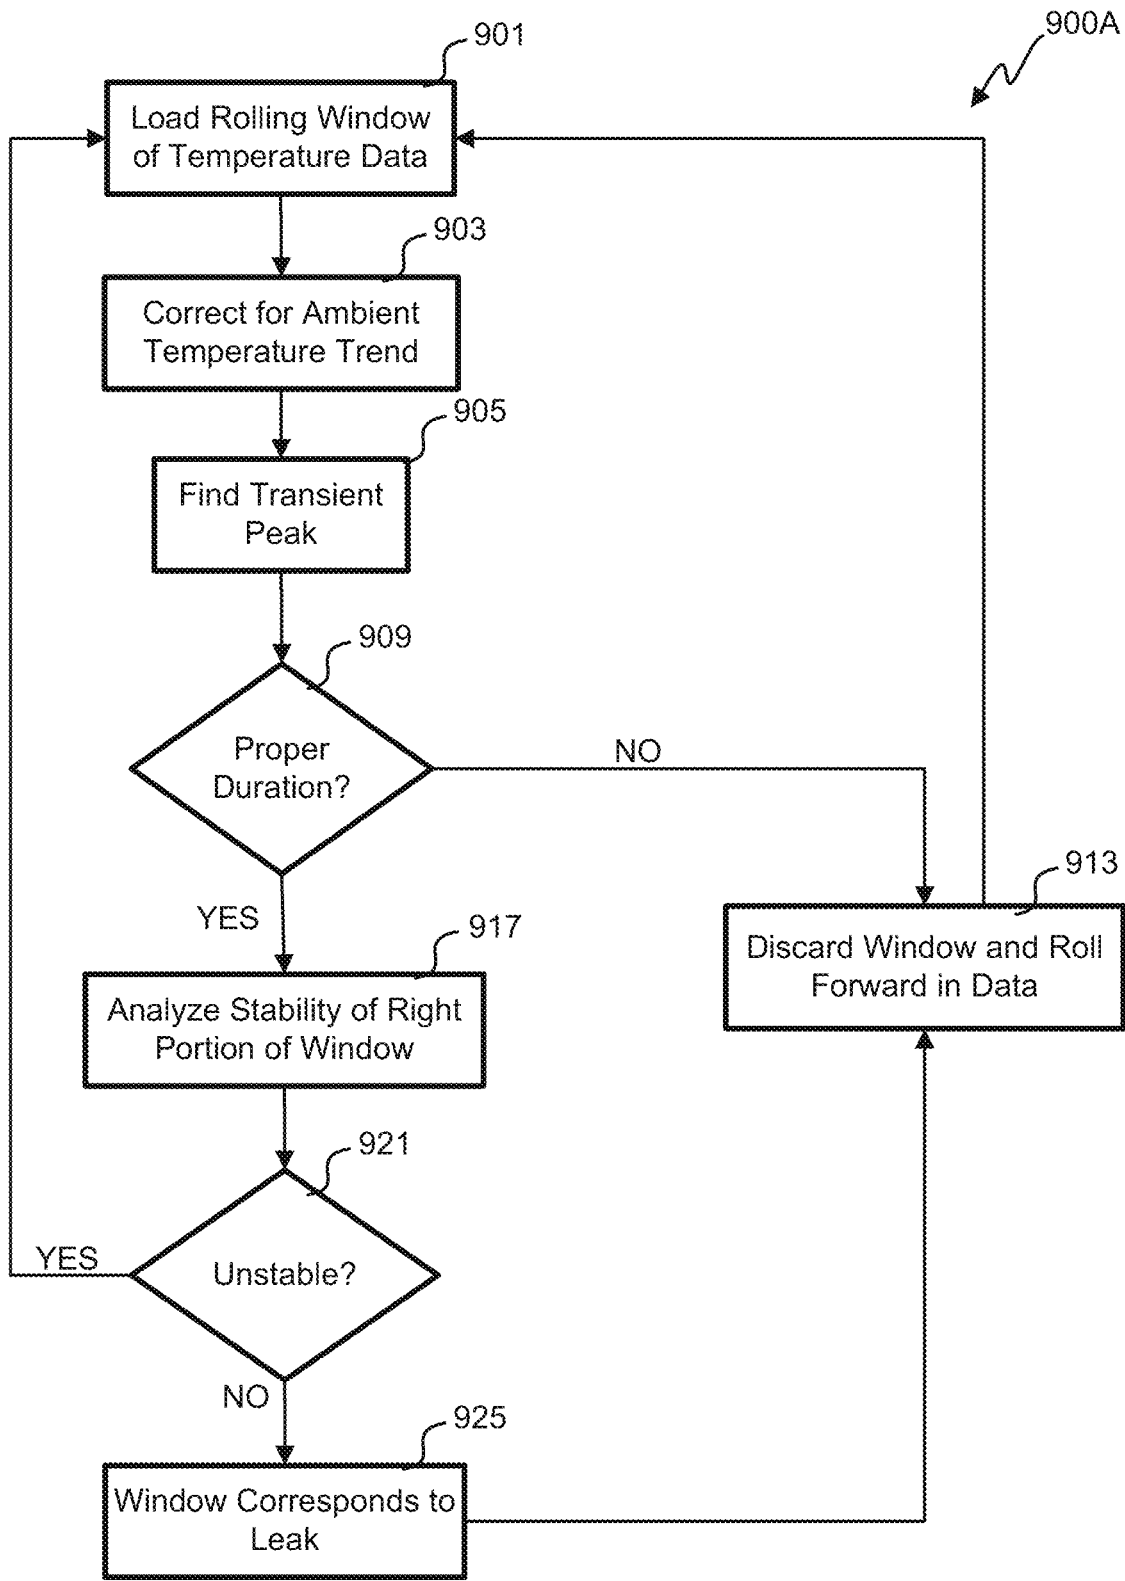 900A
901
Load Rolling Window
of Temperature Data
903
Correct for Ambient
Temperature Trend
905
Find Transient
Peak
909
Proper
Duration?
NO
YES
913
Discard Window and Roll
Forward in Data
917
Analyze Stability of Right
Portion of Window
921
Unstable?
YES
NO
925
Window Corresponds to
Leak